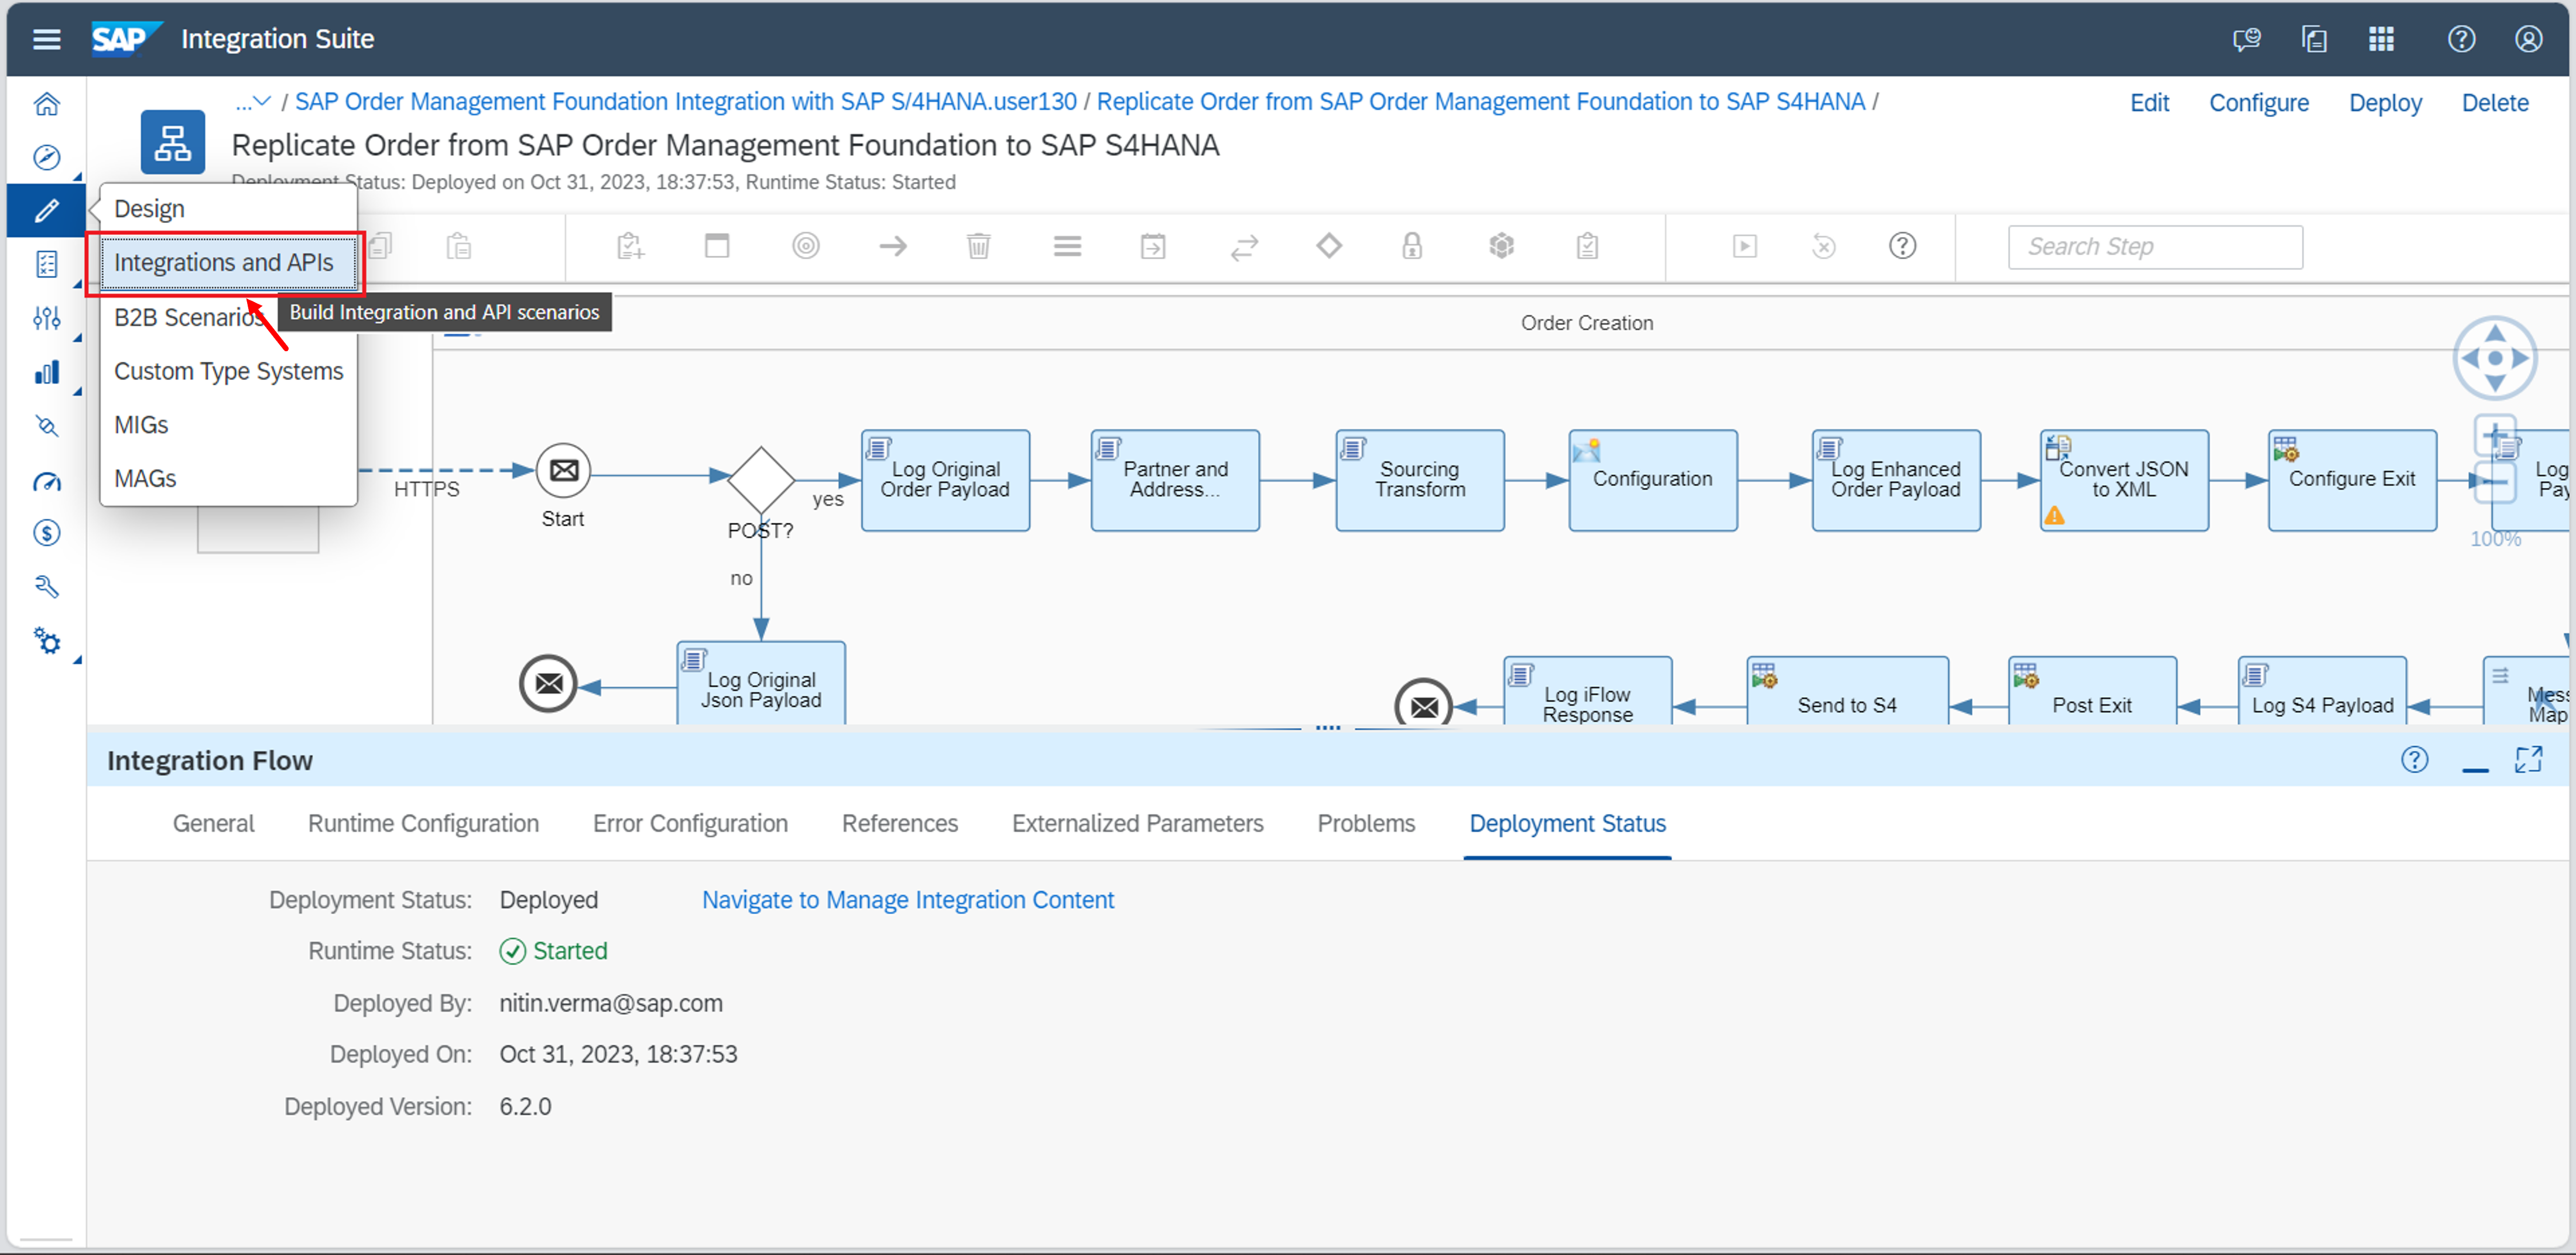 SAP Integration Suite
... / SAP Order Management Foundation Integration with SAP S/4HANA.user130 / Replicate Order from SAP Order Management Foundation to SAP S4HANA /
Edit Configure Deploy Delete
Replicate Order from SAP Order Management Foundation to SAP S4HANA
Deployment Status: Deployed on Oct 31, 2023, 18:37:53, Runtime Status: Started
Design
Integrations and APIs
Search Step
Build Integration and API scenarios
B2B Scenarios
Custom Type Systems
MIGs
MAGs
Order Creation
HTTPS
Start
POST?
yes
no
Log Original
Order Payload
Partner and
Address...
Sourcing
Transform
Configuration
Log Enhanced
Order Payload
Convert JSON
to XML
Configure Exit
Log
100%
Log Original
Json Payload
Log iFlow
Response
Send to S4
Post Exit
Log S4 Payload
Integration Flow
General Runtime Configuration Error Configuration References Externalized Parameters Problems Deployment Status
Deployment Status: Deployed Navigate to Manage Integration Content
Runtime Status: Started
Deployed By: nitin.verma@sap.com
Deployed On: Oct 31, 2023, 18:37:53
Deployed Version: 6.2.0